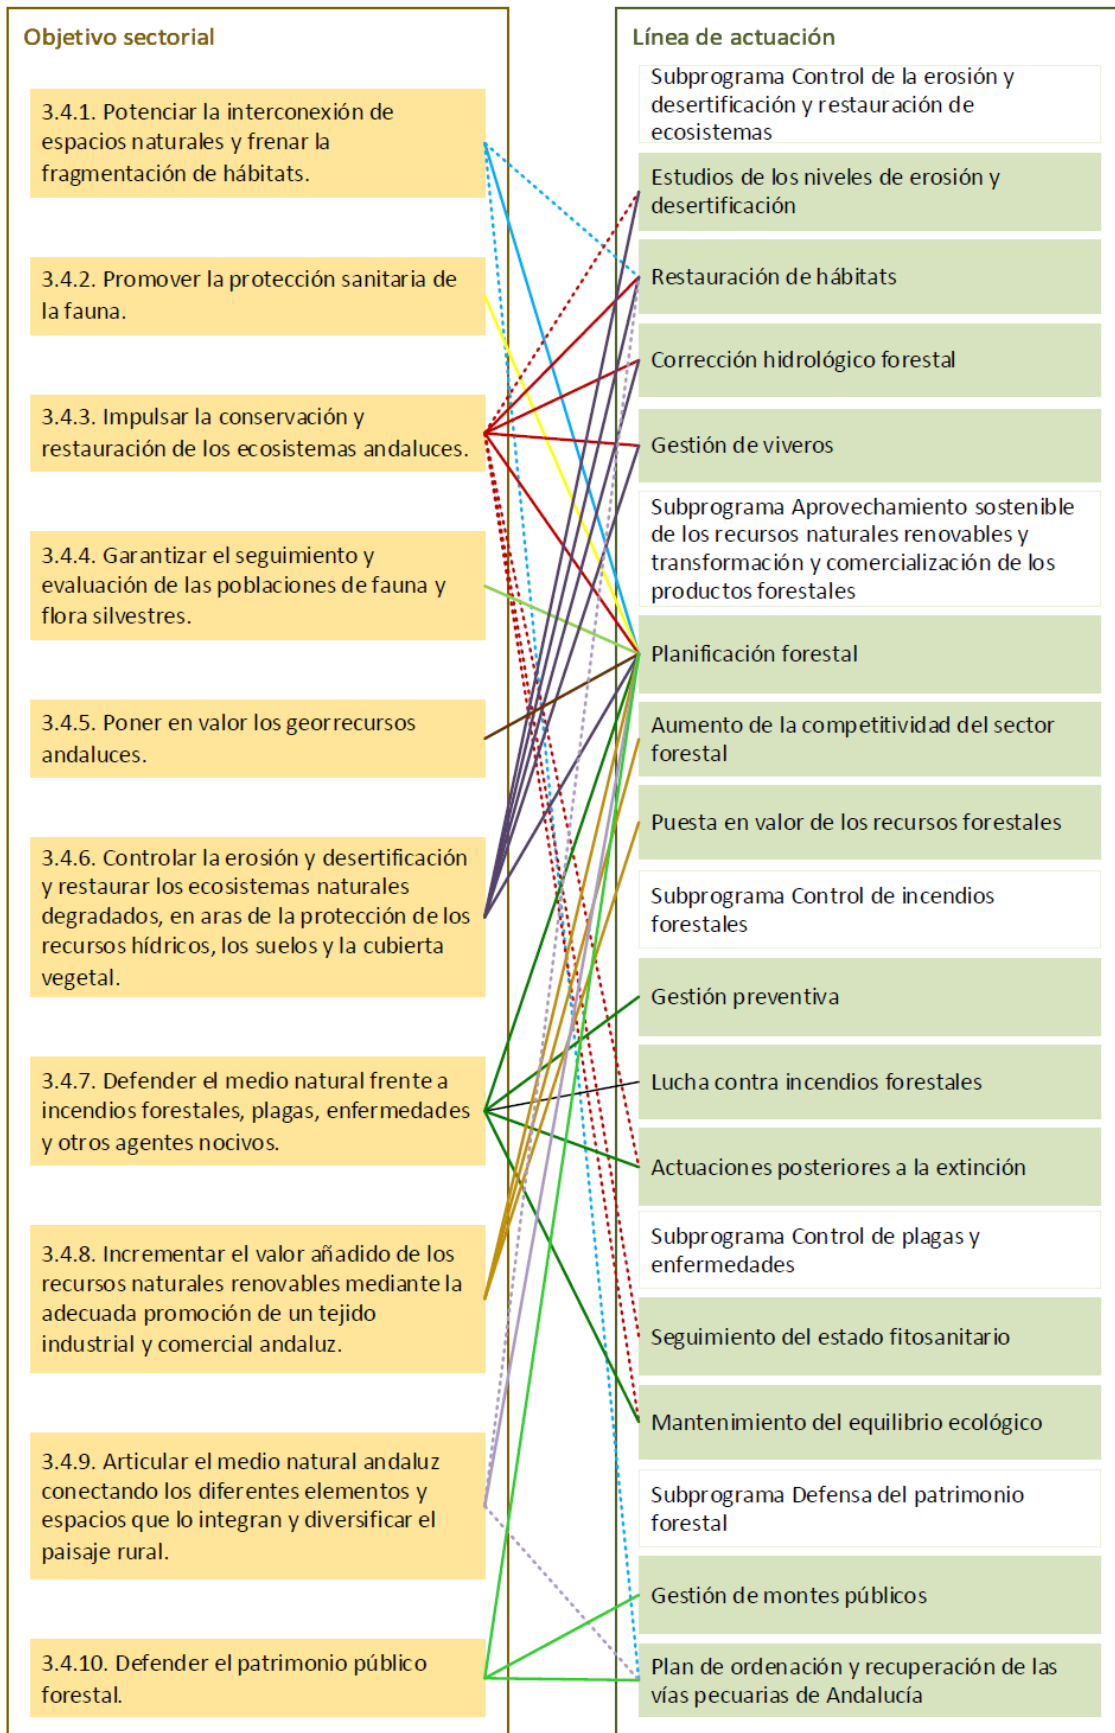 Objetivo sectorial
3.4.1. Potenciar la interconexión de
espacios naturales y frenar la
fragmentación de hábitats.
3.4.2. Promover la protección sanitaria de
la fauna.
3.4.3. Impulsar la conservación y
restauración de los ecosistemas andaluces.
3.4.4. Garantizar el seguimiento y
evaluación de las poblaciones de fauna y
flora silvestres.
3.4.5. Poner en valor los georrecursos
andaluces.
3.4.6. Controlar la erosión y desertificación
y restaurar los ecosistemas naturales
degradados, en aras de la protección de los
recursos hídricos, los suelos y la cubierta
vegetal.
3.4.7. Defender el medio natural frente a
incendios forestales, plagas, enfermedades
y otros agentes nocivos.
3.4.8. Incrementar el valor añadido de los
recursos naturales renovables mediante la
adecuada promoción de un tejido
industrial y comercial andaluz.
3.4.9. Articular el medio natural andaluz
conectando los diferentes elementos y
espacios que lo integran y diversificar el
paisaje rural.
3.4.10. Defender el patrimonio público
forestal.
Línea de actuación
Subprograma Control de la erosión y
desertificación y restauración de
ecosistemas
Estudios de los niveles de erosión y
desertificación
Restauración de hábitats
Corrección hidrológico forestal
Gestión de viveros
Subprograma Aprovechamiento sostenible
de los recursos naturales renovables y
transformación y comercialización de los
productos forestales
Planificación forestal
Aumento de la competitividad del sector
forestal
Puesta en valor de los recursos forestales
Subprograma Control de incendios
forestales
Gestión preventiva
Lucha contra incendios forestales
Actuaciones posteriores a la extinción
Subprograma Control de plagas y
enfermedades
Seguimiento del estado fitosanitario
Mantenimiento del equilibrio ecológico
Subprograma Defensa del patrimonio
forestal
Gestión de montes públicos
Plan de ordenación y recuperación de las
vías pecuarias de Andalucía